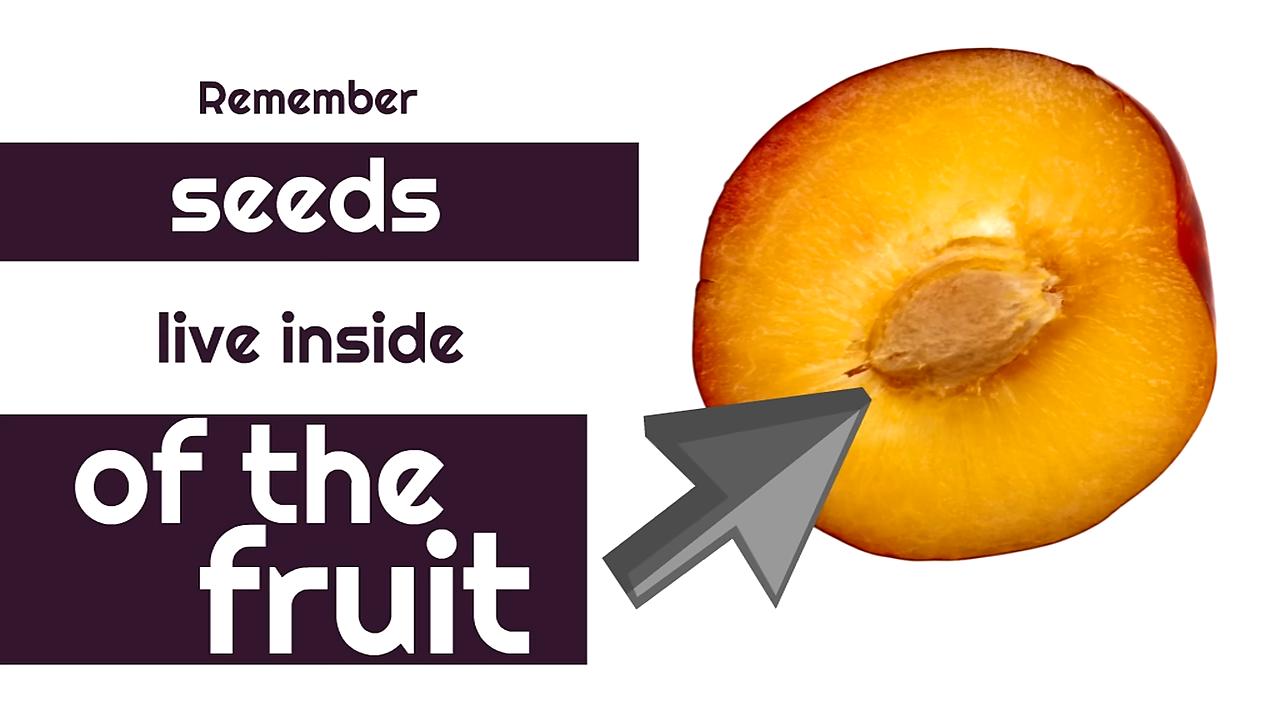 Remember
seeds
live inside
of the
fruit